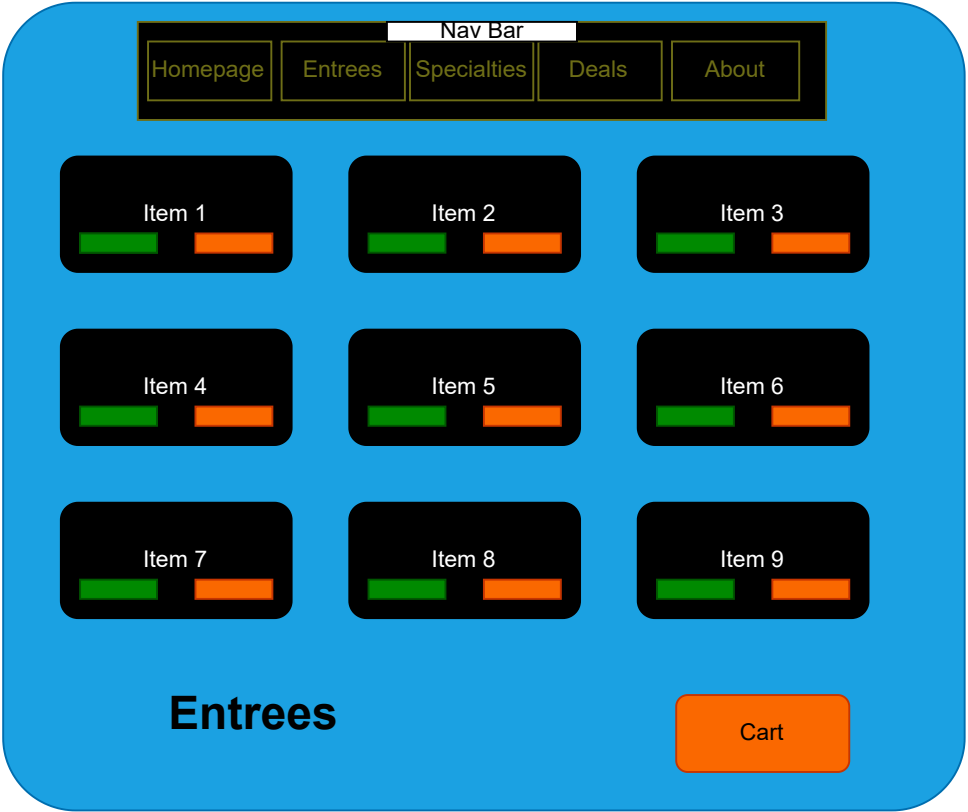 Nav Bar
Homepage Entrees Specialties Deals About
Item 1 Item 2 Item 3
Item 4 Item 5 Item 6
Item 7 Item 8 Item 9
Entrees
Cart